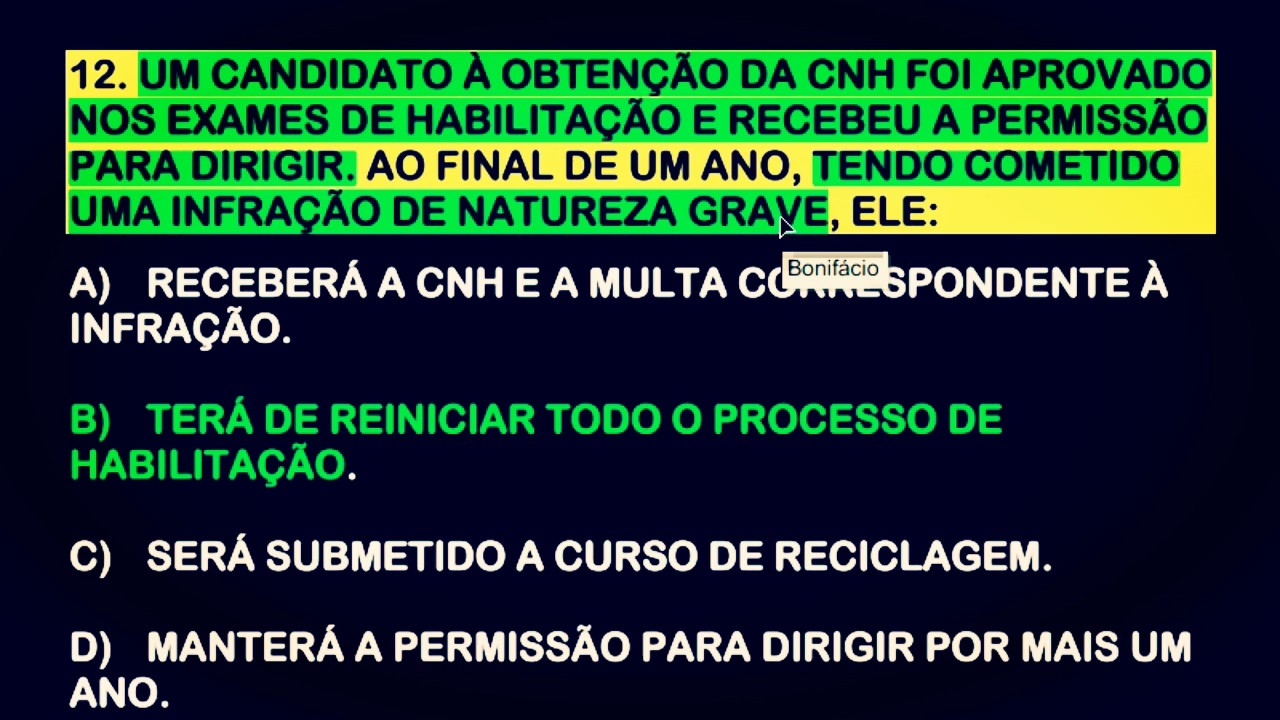 12. UM CANDIDATO À OBTENÇÃO DA CNH FOI APROVADO
NOS EXAMES DE HABILITAÇÃO E RECEBEU A PERMISSÃO
PARA DIRIGIR. AO FINAL DE UM ANO, TENDO COMETIDO
UMA INFRAÇÃO DE NATUREZA GRAVE, ELE:
Bonifácio
A) RECEBERÁ A CNH E A MULTA CORRESPONDENTE À
INFRAÇÃO.
B) TERÁ DE REINICIAR TODO O PROCESSO DE
HABILITAÇÃO.
C) SERÁ SUBMETIDO A CURSO DE RECICLAGEM.
D) MANTERÁ A PERMISSÃO PARA DIRIGIR POR MAIS UM
ANO.